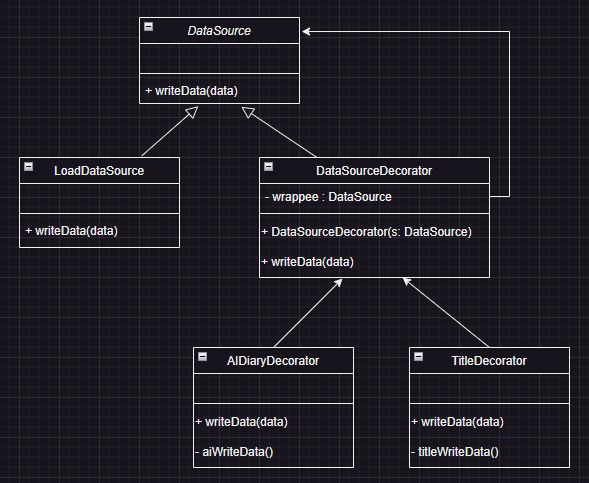 DataSource
+ writeData(data)
LoadDataSource
+ writeData(data)
DataSourceDecorator
- wrappee : DataSource
+ DataSourceDecorator(s: DataSource)
+ writeData(data)
AIDiaryDecorator
+ writeData(data)
- aiWriteData()
TitleDecorator
+ writeData(data)
- titleWriteData()